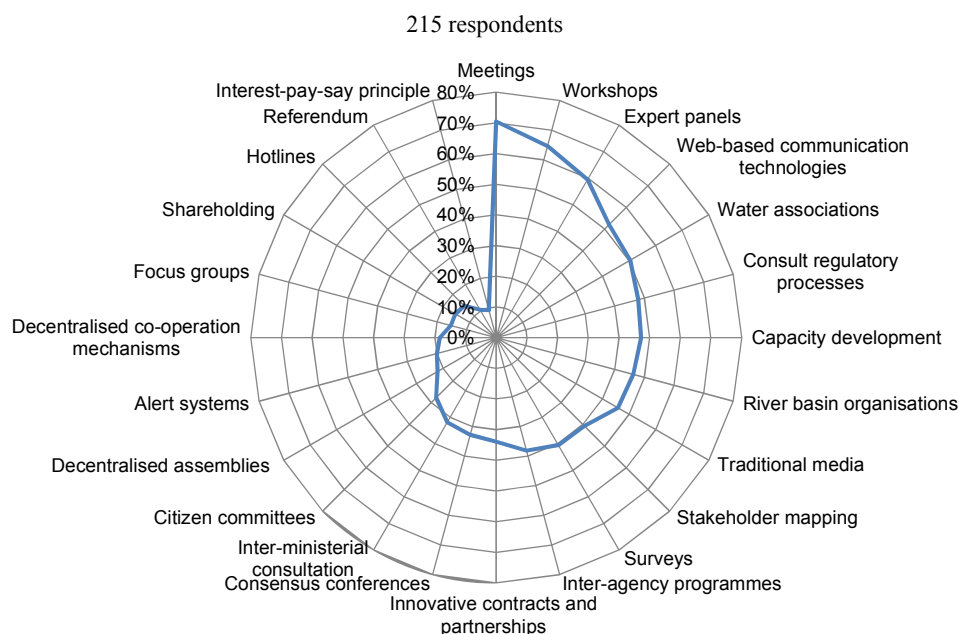 215 respondents
Meetings
Workshops
Expert panels
Web-based communication
technologies
Water associations
Consult regulatory
processes
Capacity development
River basin organisations
Traditional media
Stakeholder mapping
Surveys
Inter-agency programmes
Innovative contracts and
partnerships
Consensus conferences
Inter-ministerial
consultation
Citizen committees
Decentralised assemblies
Alert systems
Decentralised co-operation
mechanisms
Focus groups
Shareholding
Hotlines
Referendum
Interest-pay-say principle
80%
70%
60%
50%
40%
30%
20%
10%
0%